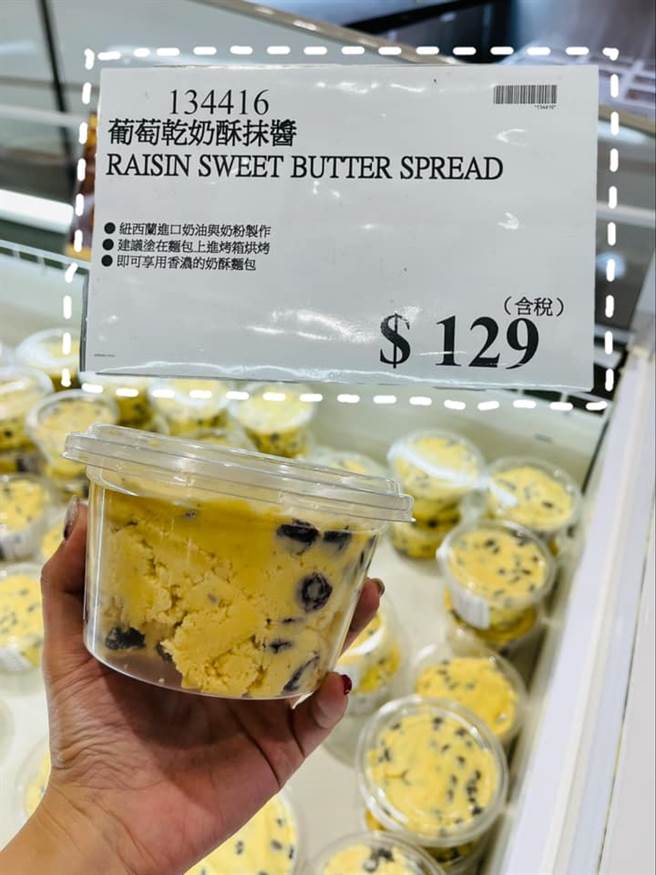 134416
*134416*
葡萄乾奶酥抹醬
RAISIN SWEET BUTTER SPREAD
● 紐西蘭進口奶油與奶粉製作
● 建議塗在麵包上進烤箱烘烤
● 即可享用香濃的奶酥麵包
（含稅）
$ 129